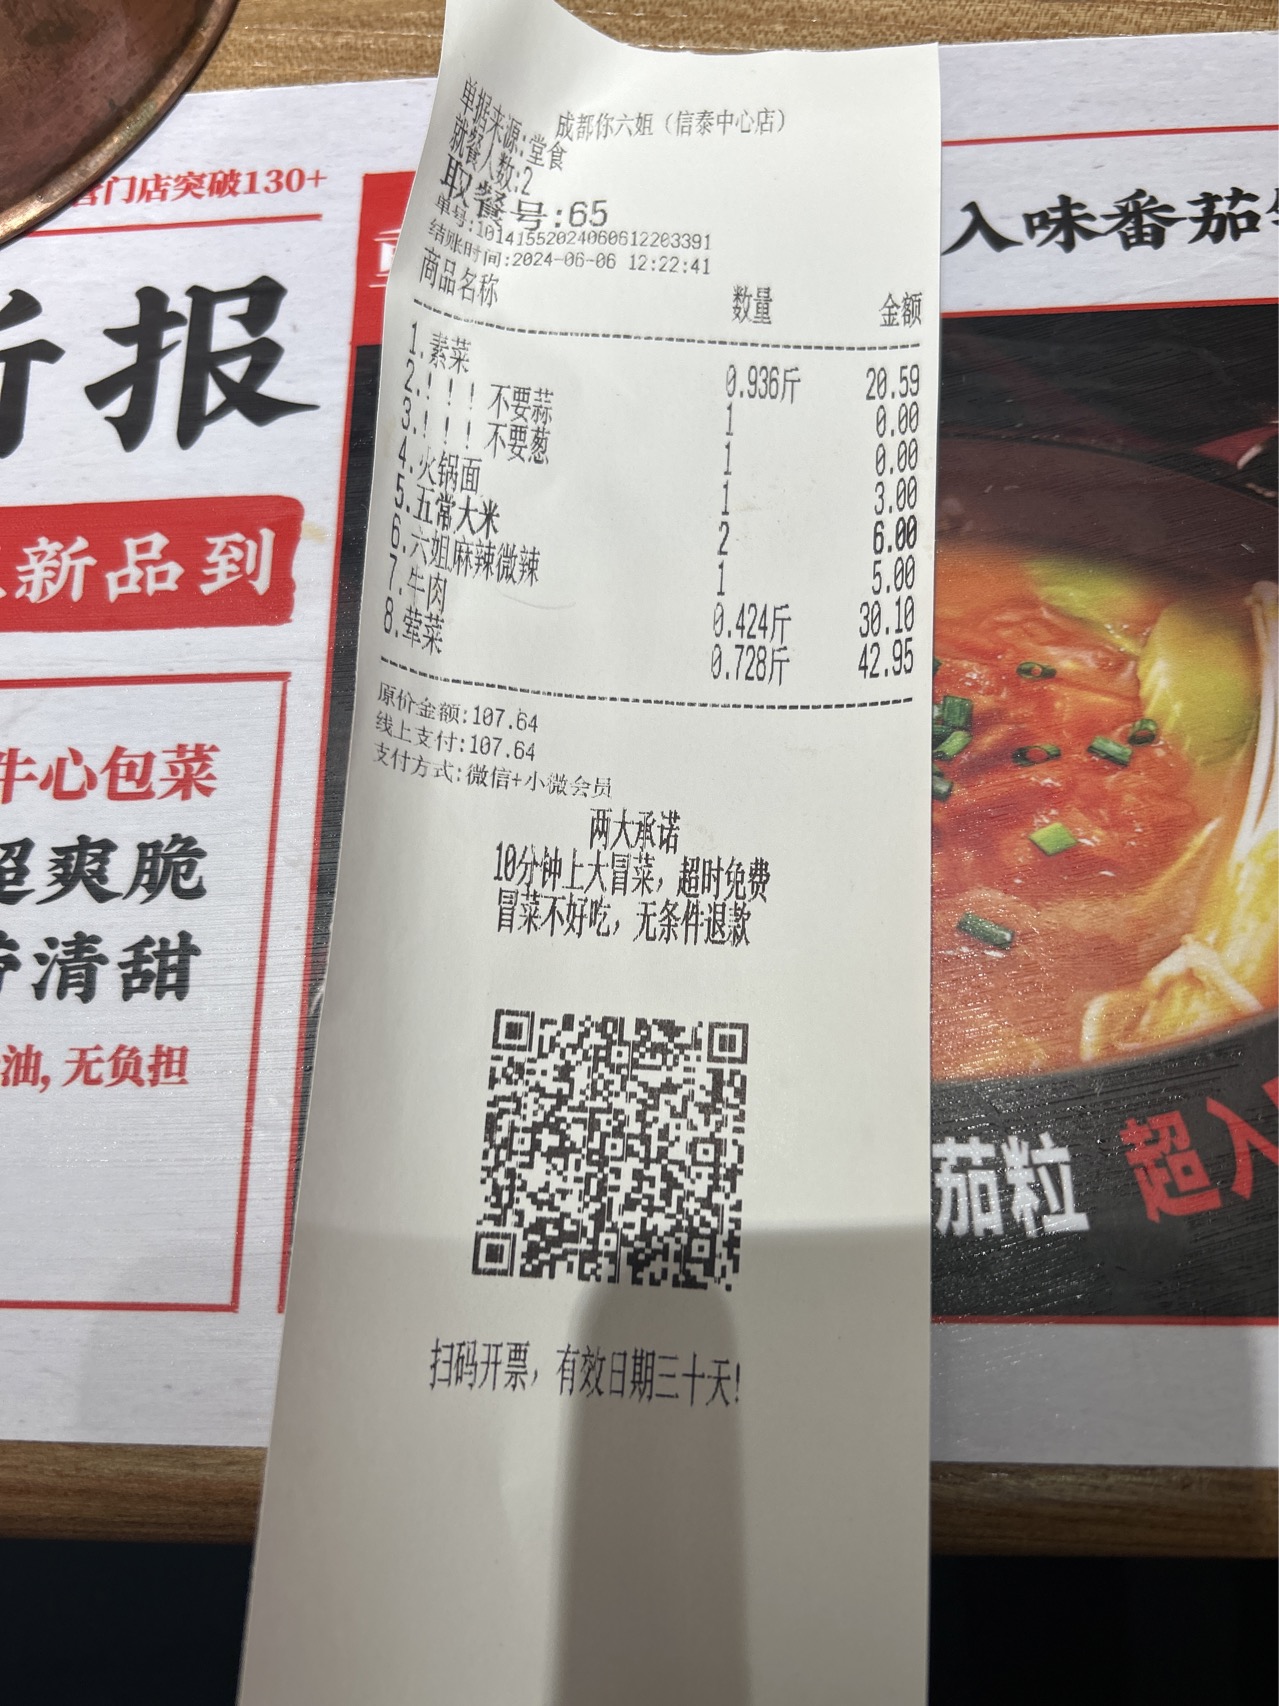 成都你六姐（信泰中心店）
单据来源:堂食
就餐人数:2
取餐号:65
单号:10141552024060612203391
结账时间:2024-06-06 12:22:41
商品名称 数量 金额
1.素菜 0.936斤 20.59
2.！！！不要蒜 1 0.00
3.！！！不要葱 1 0.00
4.火锅面 1 3.00
5.五常大米 2 6.00
6.六姐麻辣微辣 1 5.00
7.牛肉 0.424斤 30.10
8.荤菜 0.728斤 42.95
原价金额:107.64
线上支付:107.64
支付方式:微信+小微会员
两大承诺
10分钟上大冒菜，超时免费
冒菜不好吃，无条件退款
扫码开票，有效日期三十天!
门店突破130+
报
新品到
牛心包菜
爽脆
清甜
油,无负担
入味番茄
茄粒
超入